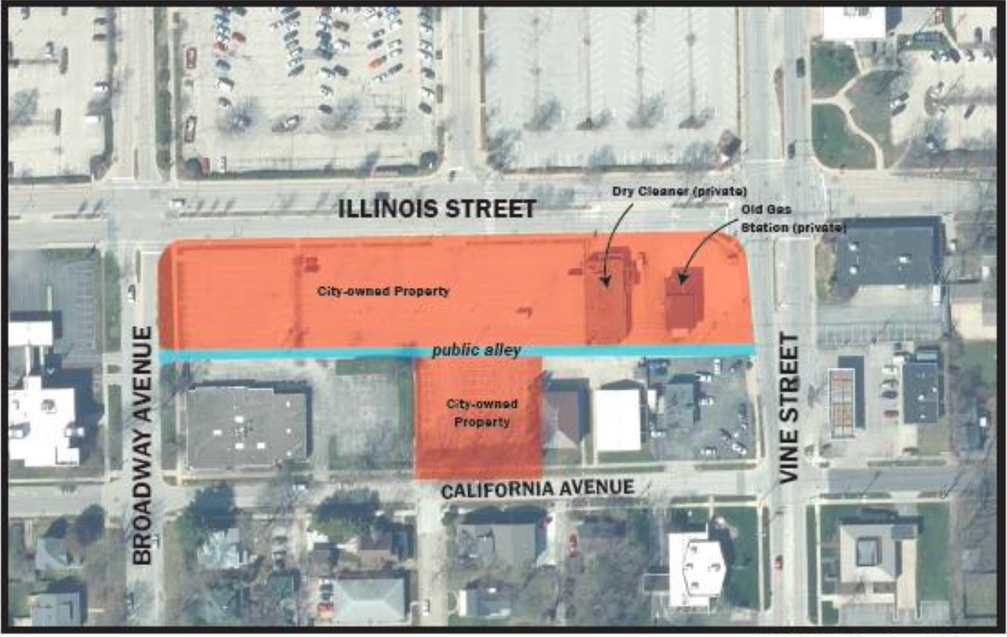 ILLINOIS STREET
Dry Cleaner (private)
Old Gas
Station (private)
City-owned Property
public alley
City-owned
Property
CALIFORNIA AVENUE
BROADWAY AVENUE
VINE STREET